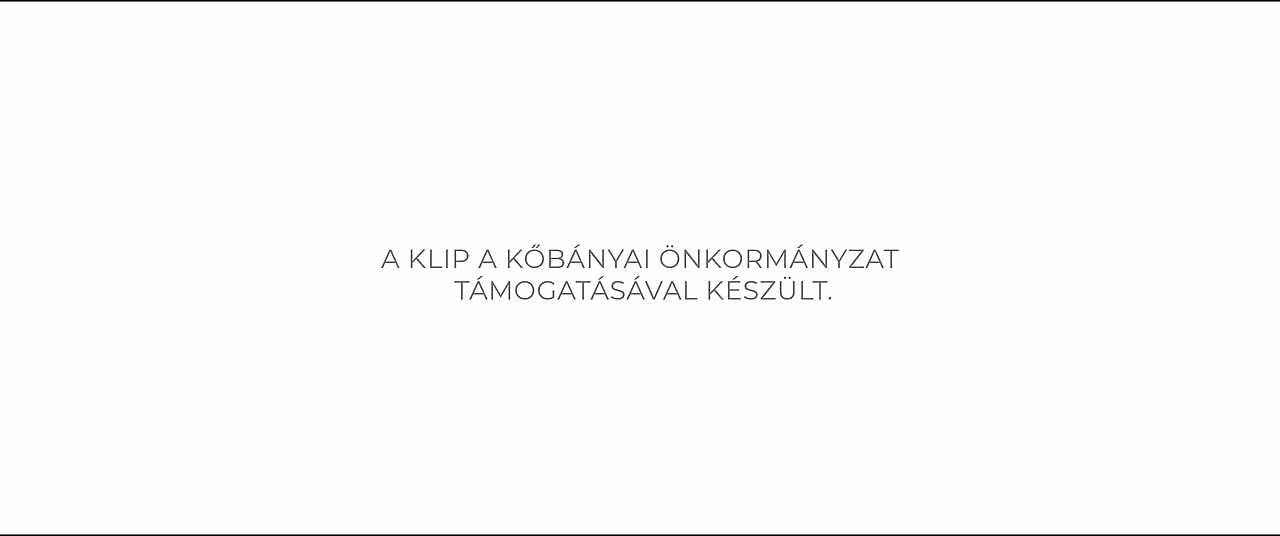 A KLIP A KŐBÁNYAI ÖNKORMÁNYZAT
TÁMOGATÁSÁVAL KÉSZÜLT.